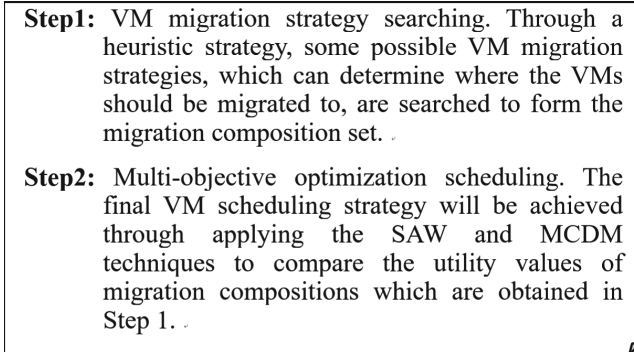 Step1: VM migration strategy searching. Through a
heuristic strategy, some possible VM migration
strategies, which can determine where the VMs
should be migrated to, are searched to form the
migration composition set.
Step2: Multi-objective optimization scheduling. The
final VM scheduling strategy will be achieved
through applying the SAW and MCDM
techniques to compare the utility values of
migration compositions which are obtained in
Step 1.